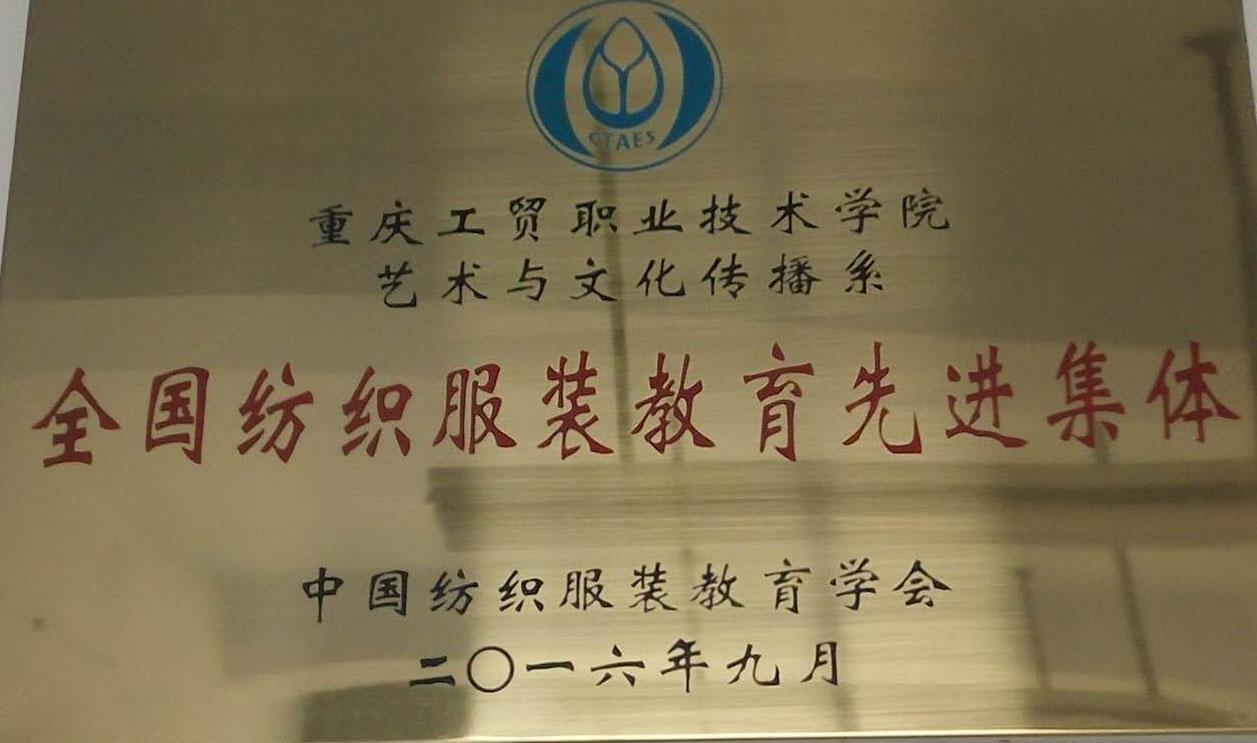 CTAES
重庆工贸职业技术学院
艺术与文化传播系
全国纺织服装教育先进集体
中国纺织服装教育学会
二〇一六年九月